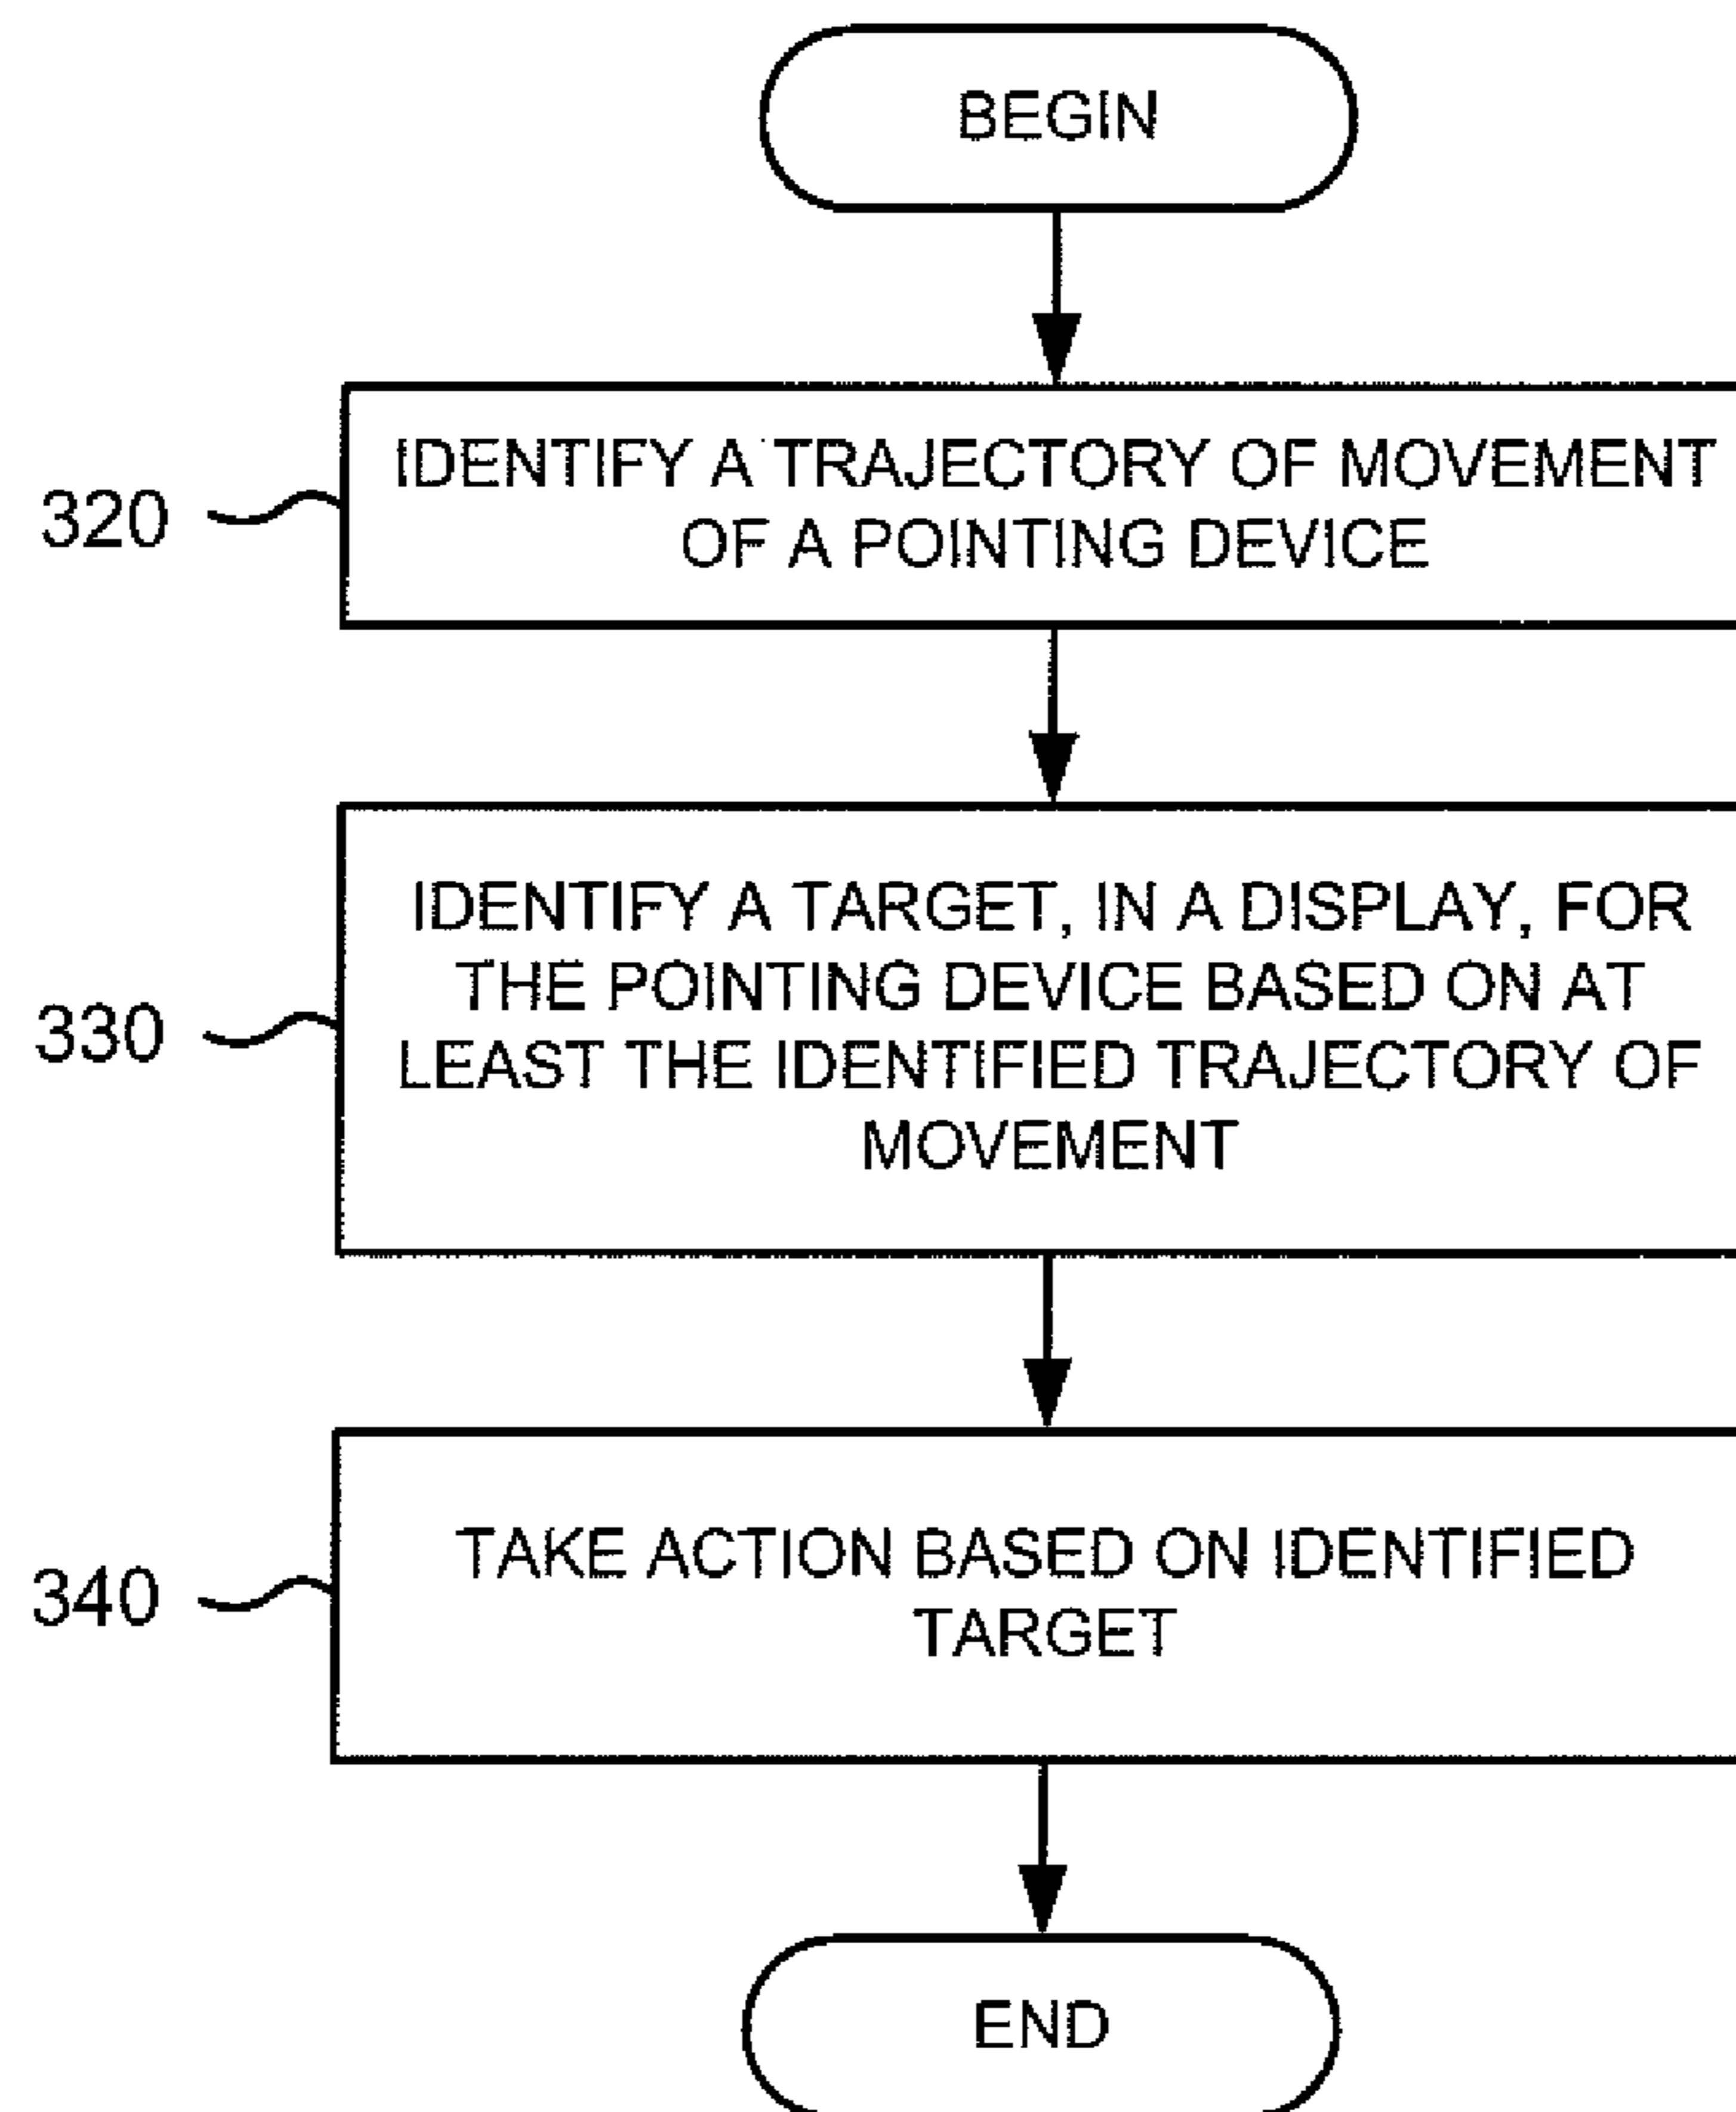 BEGIN
320
IDENTIFY A TRAJECTORY OF MOVEMENT
OF A POINTING DEVICE
330
IDENTIFY A TARGET, IN A DISPLAY, FOR
THE POINTING DEVICE BASED ON AT
LEAST THE IDENTIFIED TRAJECTORY OF
MOVEMENT
340
TAKE ACTION BASED ON IDENTIFIED
TARGET
END